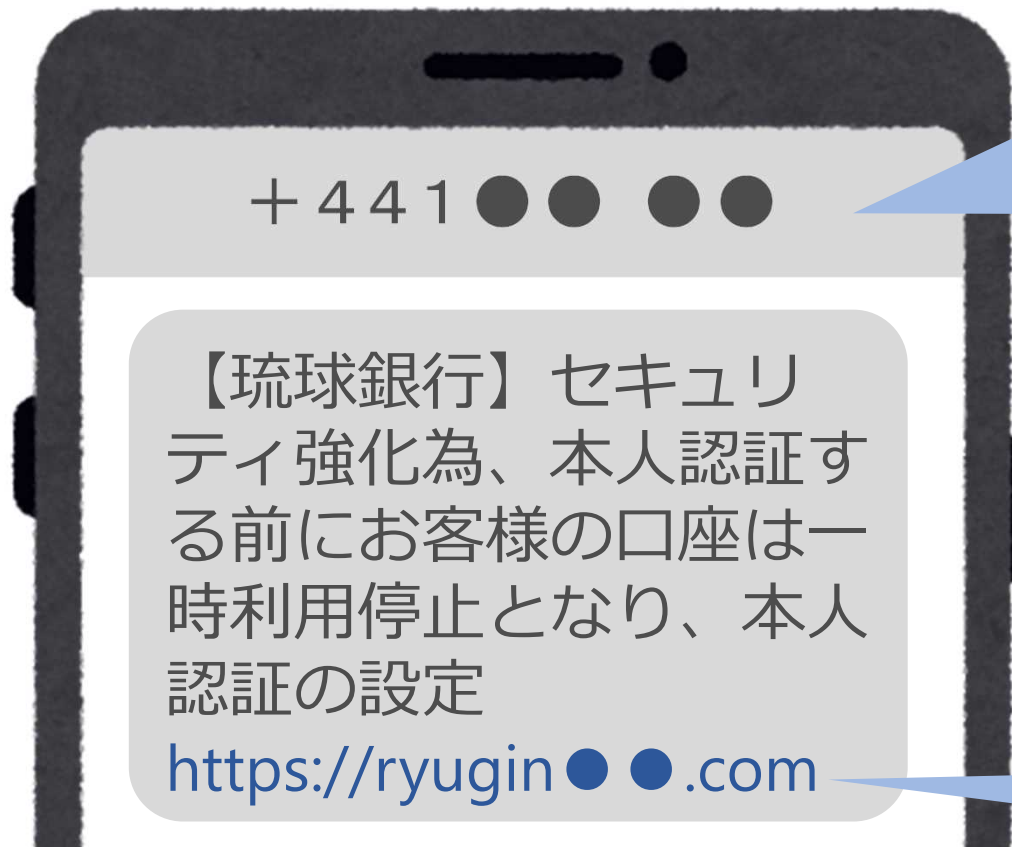 ＋４４１●● ●●
【琉球銀行】セキュリ
ティ強化為、本人認証す
る前にお客様の口座は一
時利用停止となり、本人
認証の設定
https://ryugin●●.com